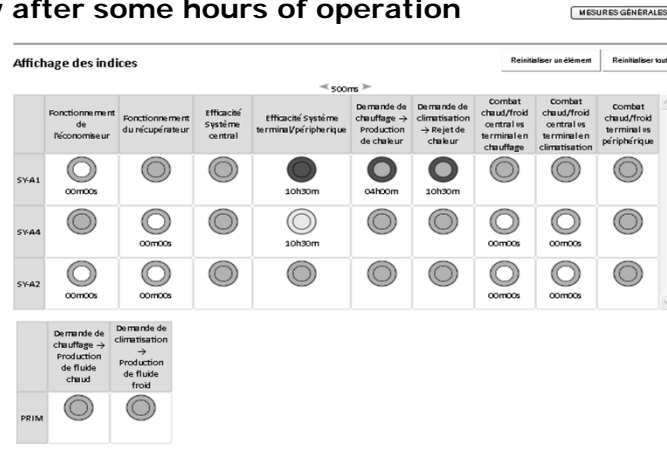 after some hours of operation
MESURES GÉNÉRALES
Affichage des indices
Reinitialiser un élément
Reinitialiser tout
500ms
Fonctionnement de l'économiseur
Fonctionnement du récupérateur
Efficacité Système central
Efficacité Système terminal/périphérique
Demande de chauffage → Production de chaleur
Demande de climatisation → Rejet de chaleur
Combat chaud/froid central vs terminal en chauffage
Combat chaud/froid central vs terminal en climatisation
Combat chaud/froid terminal vs périphérique
SY-A1
00m00s
10h30m
04h00m
10h30m
SY-A4
00m00s
10h30m
00m00s
00m00s
SY-A2
00m00s
00m00s
00m00s
00m00s
Demande de chauffage → Production de fluide chaud
Demande de climatisation → Production de fluide froid
PRIM